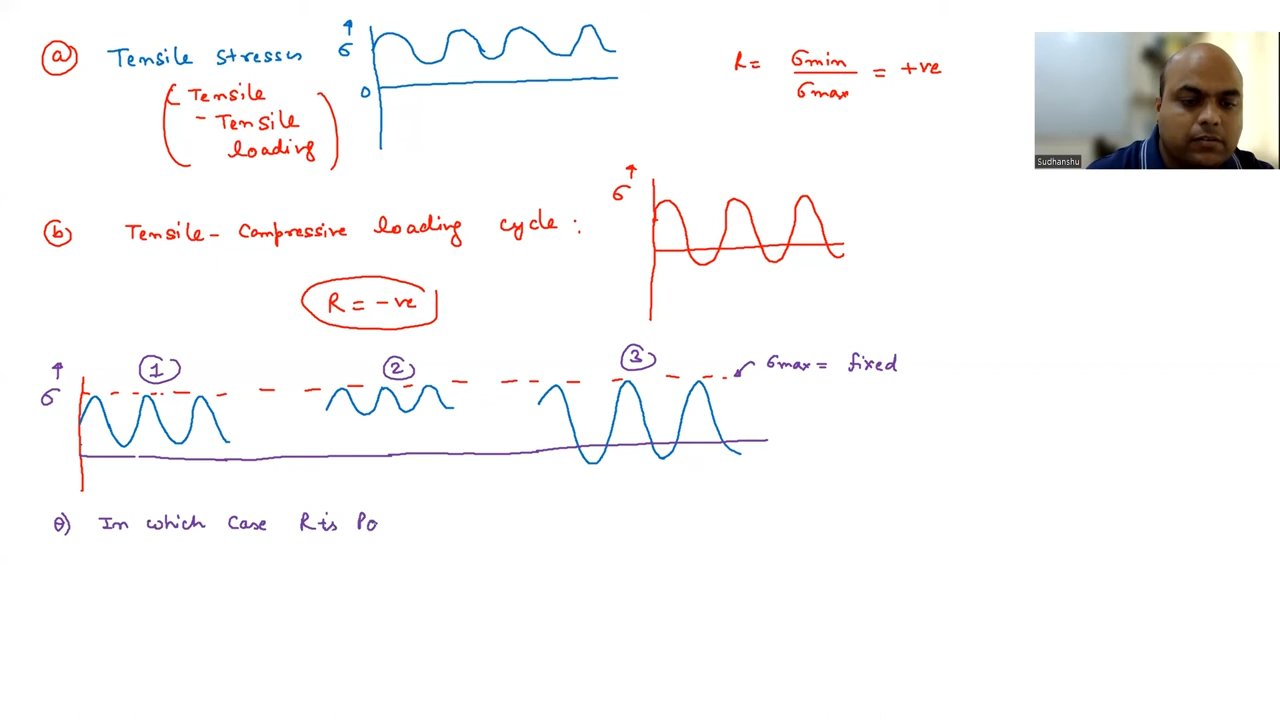 a Tensile stresses
( Tensile
- Tensile
loading )
σ
0
R = σmin / σmax = +ve
b Tensile - Compressive loading cycle :
σ
R = -ve
σ
1
2
3
σmax = fixed
θ) In which case R is Po
Sudhanshu